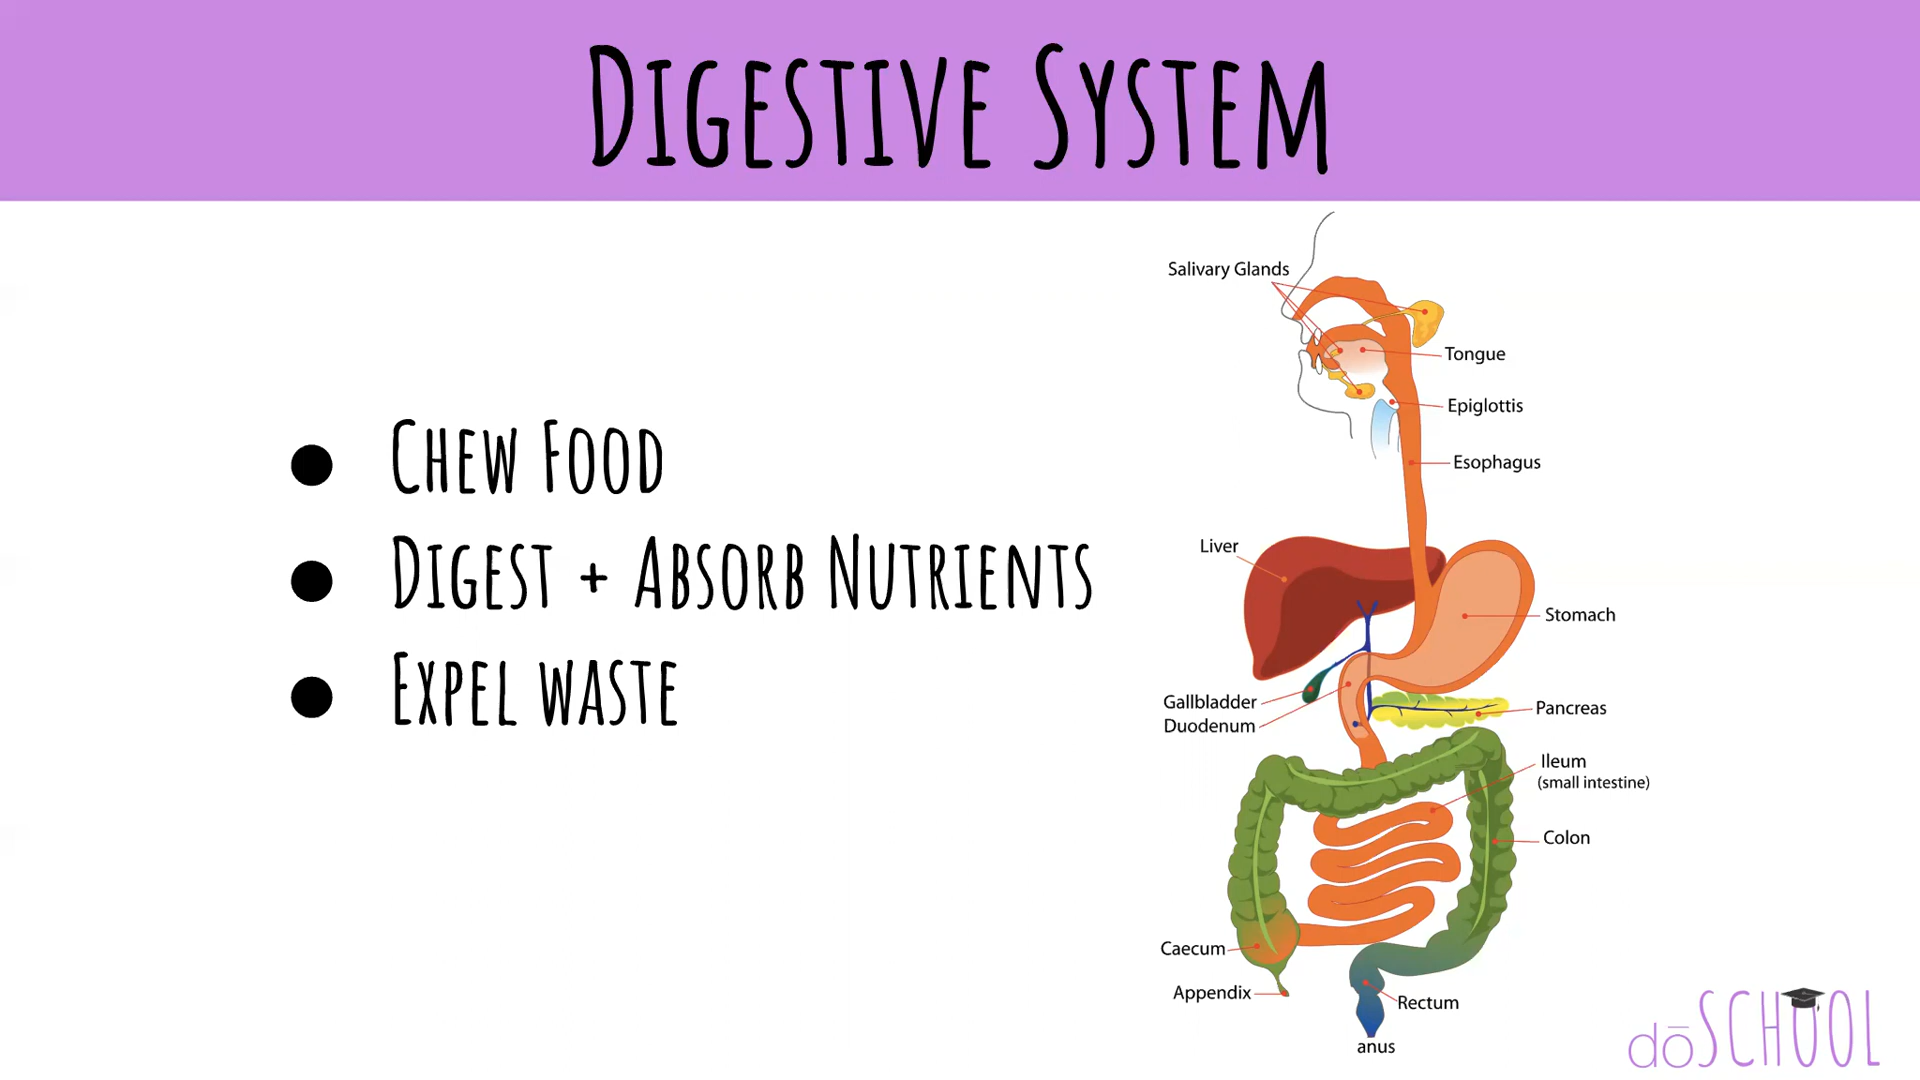 DIGESTIVE SYSTEM
● CHEW FOOD
● DIGEST + ABSORB NUTRIENTS
● EXPEL WASTE
Salivary Glands
Tongue
Epiglottis
Esophagus
Liver
Stomach
Gallbladder
Duodenum
Pancreas
Ileum
(small intestine)
Colon
Caecum
Appendix
Rectum
anus
dōSCHOOL